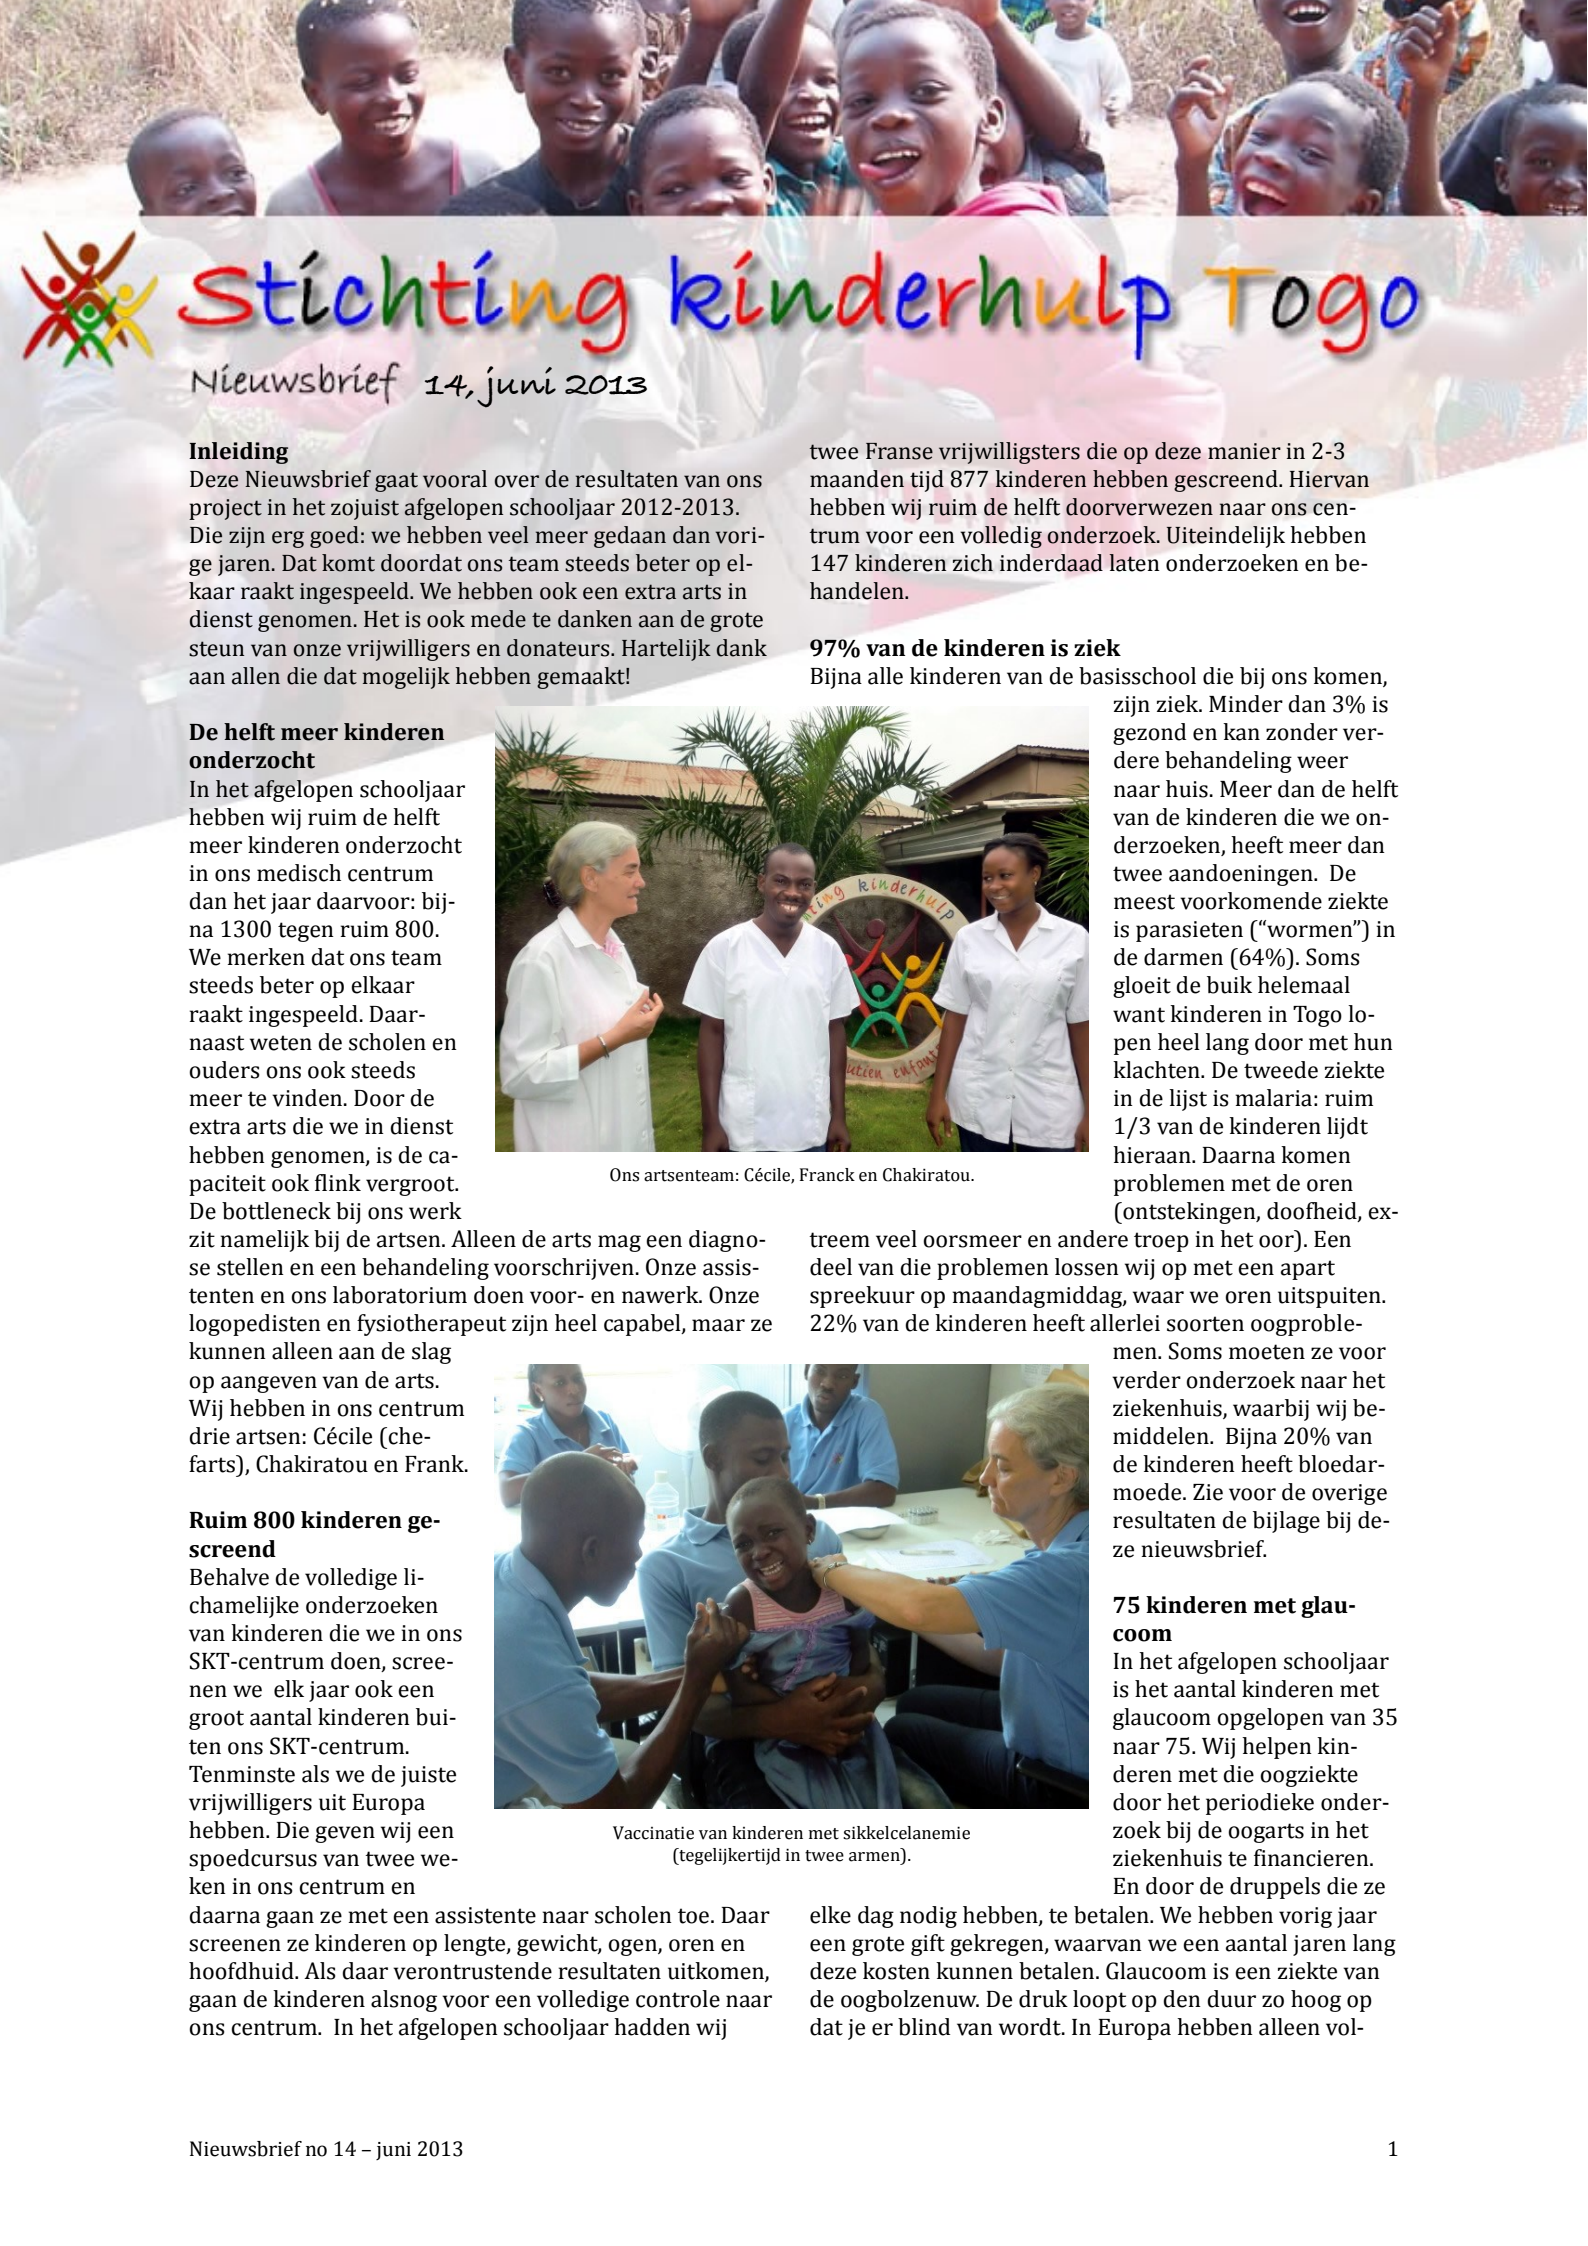 Stichting kinderhulp Togo
Nieuwsbrief 14, juni 2013
Inleiding
Deze Nieuwsbrief gaat vooral over de resultaten van ons
project in het zojuist afgelopen schooljaar 2012-2013.
Die zijn erg goed: we hebben veel meer gedaan dan vori-
ge jaren. Dat komt doordat ons team steeds beter op el-
kaar raakt ingespeeld. We hebben ook een extra arts in
dienst genomen. Het is ook mede te danken aan de grote
steun van onze vrijwilligers en donateurs. Hartelijk dank
aan allen die dat mogelijk hebben gemaakt!
De helft meer kinderen
onderzocht
In het afgelopen schooljaar
hebben wij ruim de helft
meer kinderen onderzocht
in ons medisch centrum
dan het jaar daarvoor: bij-
na 1300 tegen ruim 800.
We merken dat ons team
steeds beter op elkaar
raakt ingespeeld. Daar-
naast weten de scholen en
ouders ons ook steeds
meer te vinden. Door de
extra arts die we in dienst
hebben genomen, is de ca-
paciteit ook flink vergroot.
De bottleneck bij ons werk
zit namelijk bij de artsen. Alleen de arts mag een diagno-
se stellen en een behandeling voorschrijven. Onze assis-
tenten en ons laboratorium doen voor- en nawerk. Onze
logopedisten en fysiotherapeut zijn heel capabel, maar ze
kunnen alleen aan de slag
op aangeven van de arts.
Wij hebben in ons centrum
drie artsen: Cécile (che-
farts), Chakiratou en Frank.
Ruim 800 kinderen ge-
screend
Behalve de volledige li-
chamelijke onderzoeken
van kinderen die we in ons
SKT-centrum doen, scree-
nen we elk jaar ook een
groot aantal kinderen bui-
ten ons SKT-centrum.
Tenminste als we de juiste
vrijwilligers uit Europa
hebben. Die geven wij een
spoedcursus van twee we-
ken in ons centrum en
daarna gaan ze met een assistente naar scholen toe. Daar
screenen ze kinderen op lengte, gewicht, ogen, oren en
hoofdhuid. Als daar verontrustende resultaten uitkomen,
gaan de kinderen alsnog voor een volledige controle naar
ons centrum. In het afgelopen schooljaar hadden wij
twee Franse vrijwilligsters die op deze manier in 2-3
maanden tijd 877 kinderen hebben gescreend. Hiervan
hebben wij ruim de helft doorverwezen naar ons cen-
trum voor een volledig onderzoek. Uiteindelijk hebben
147 kinderen zich inderdaad laten onderzoeken en be-
handelen.
97% van de kinderen is ziek
Bijna alle kinderen van de basisschool die bij ons komen,
zijn ziek. Minder dan 3% is
gezond en kan zonder ver-
dere behandeling weer
naar huis. Meer dan de helft
van de kinderen die we on-
derzoeken, heeft meer dan
twee aandoeningen. De
meest voorkomende ziekte
is parasieten (“wormen”) in
de darmen (64%). Soms
gloeit de buik helemaal
want kinderen in Togo lo-
pen heel lang door met hun
klachten. De tweede ziekte
in de lijst is malaria: ruim
1/3 van de kinderen lijdt
hieraan. Daarna komen
problemen met de oren
(ontstekingen, doofheid, ex-
treem veel oorsmeer en andere troep in het oor). Een
deel van die problemen lossen wij op met een apart
spreekuur op maandagmiddag, waar we oren uitspuiten.
22% van de kinderen heeft allerlei soorten oogproble-
men. Soms moeten ze voor
verder onderzoek naar het
ziekenhuis, waarbij wij be-
middelen. Bijna 20% van
de kinderen heeft bloedar-
moede. Zie voor de overige
resultaten de bijlage bij de-
ze nieuwsbrief.
75 kinderen met glau-
coom
In het afgelopen schooljaar
is het aantal kinderen met
glaucoom opgelopen van 35
naar 75. Wij helpen kin-
deren met die oogziekte
door het periodieke onder-
zoek bij de oogarts in het
ziekenhuis te financieren.
En door de druppels die ze
elke dag nodig hebben, te betalen. We hebben vorig jaar
een grote gift gekregen, waarvan we een aantal jaren lang
deze kosten kunnen betalen. Glaucoom is een ziekte van
de oogbolzenuw. De druk loopt op den duur zo hoog op
dat je er blind van wordt. In Europa hebben alleen vol-
kinderhulp
Ons artsenteam: Cécile, Franck en Chakiratou.
Vaccinatie van kinderen met sikkelcelanemie
(tegelijkertijd in twee armen).
Nieuwsbrief no 14 – juni 2013
1